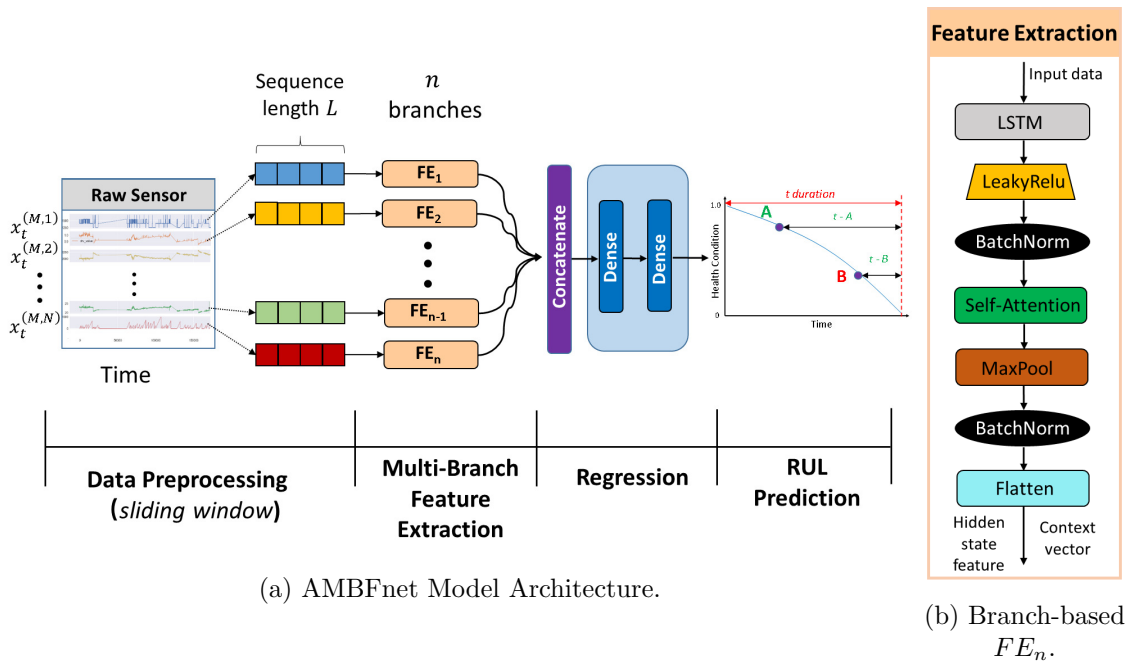 Sequence
length L
n
branches
Raw Sensor
x_t^(M,1)
x_t^(M,2)
x_t^(M,N)
Time
FE1
FE2
FEn-1
FEn
Concatenate
Dense
Dense
t duration
1.0
A
t - A
t - B
B
Health Condition
0
Time
Data Preprocessing
(sliding window)
Multi-Branch
Feature
Extraction
Regression
RUL
Prediction
(a) AMBFnet Model Architecture.
Feature Extraction
Input data
LSTM
LeakyRelu
BatchNorm
Self-Attention
MaxPool
BatchNorm
Flatten
Hidden
state
feature
Context
vector
(b) Branch-based
FEn.